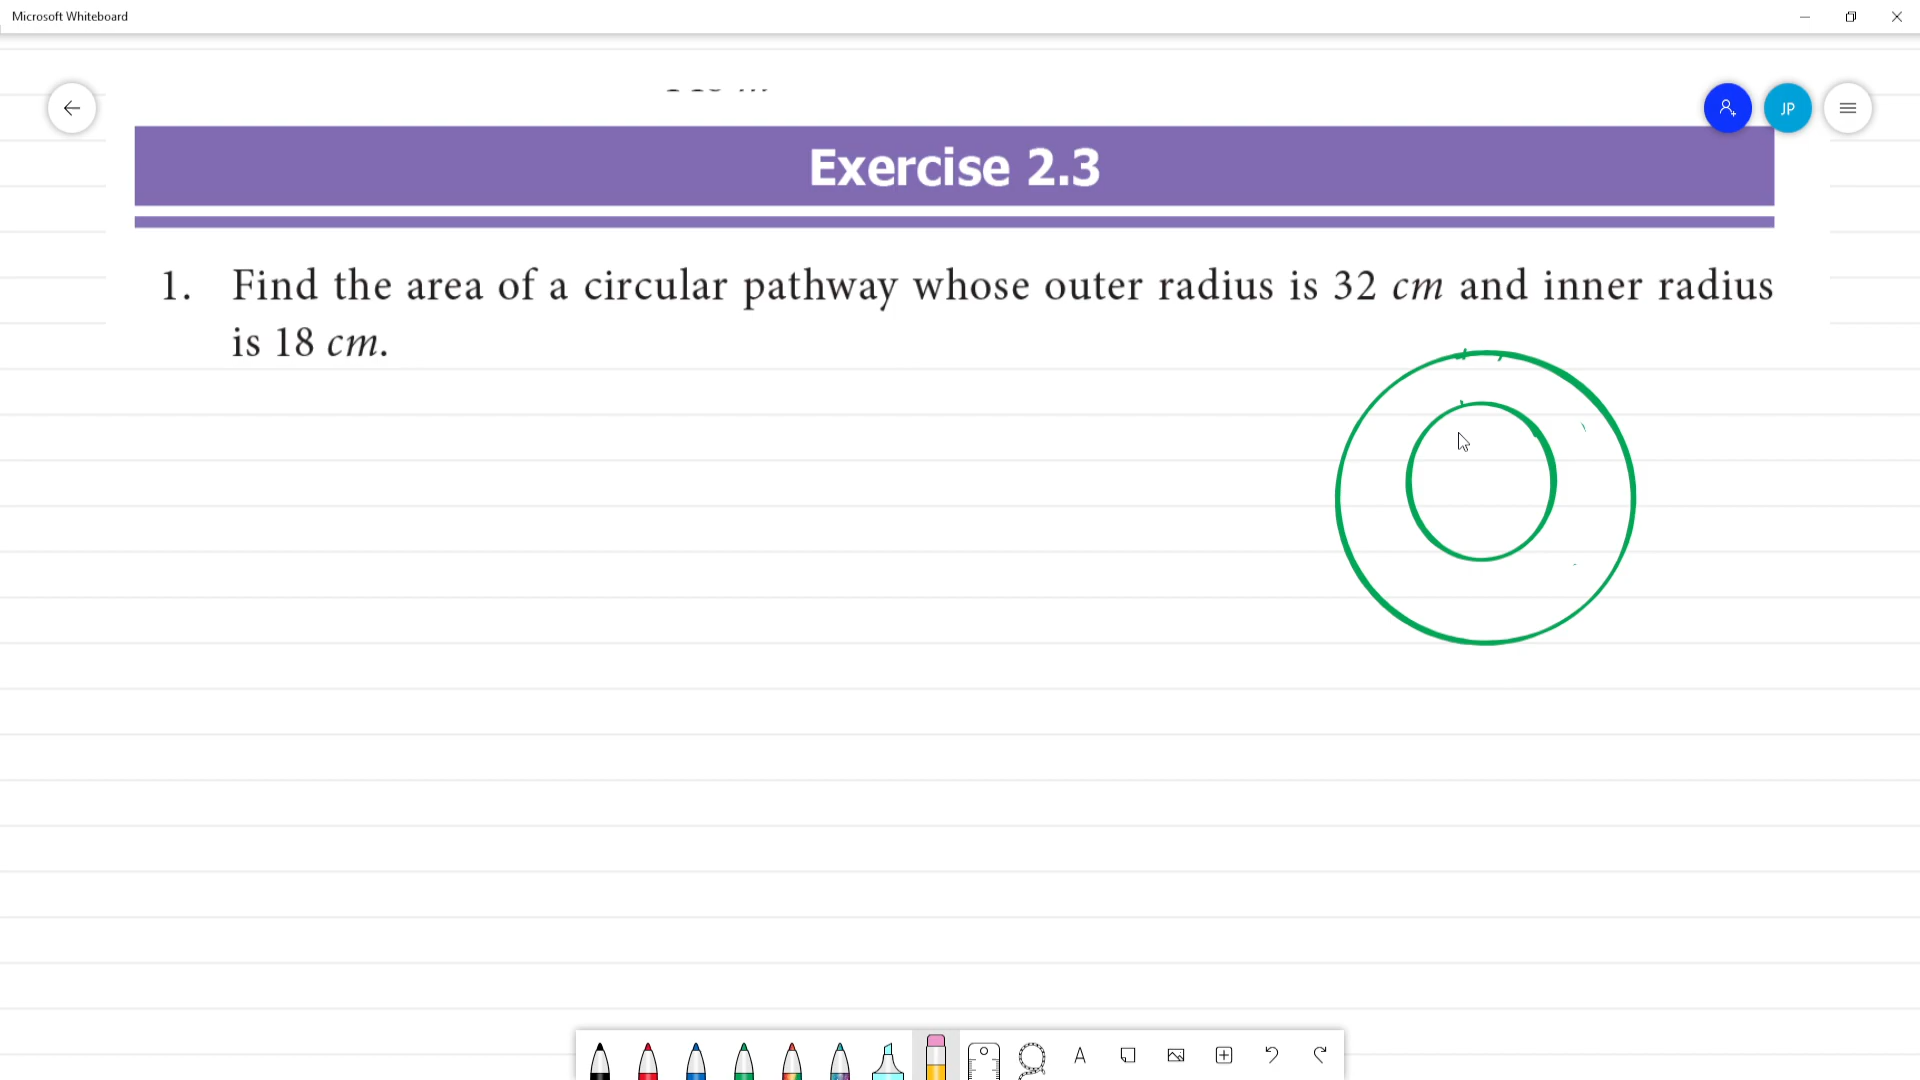 Microsoft Whiteboard
JP
Exercise 2.3
1. Find the area of a circular pathway whose outer radius is 32 cm and inner radius
is 18 cm.